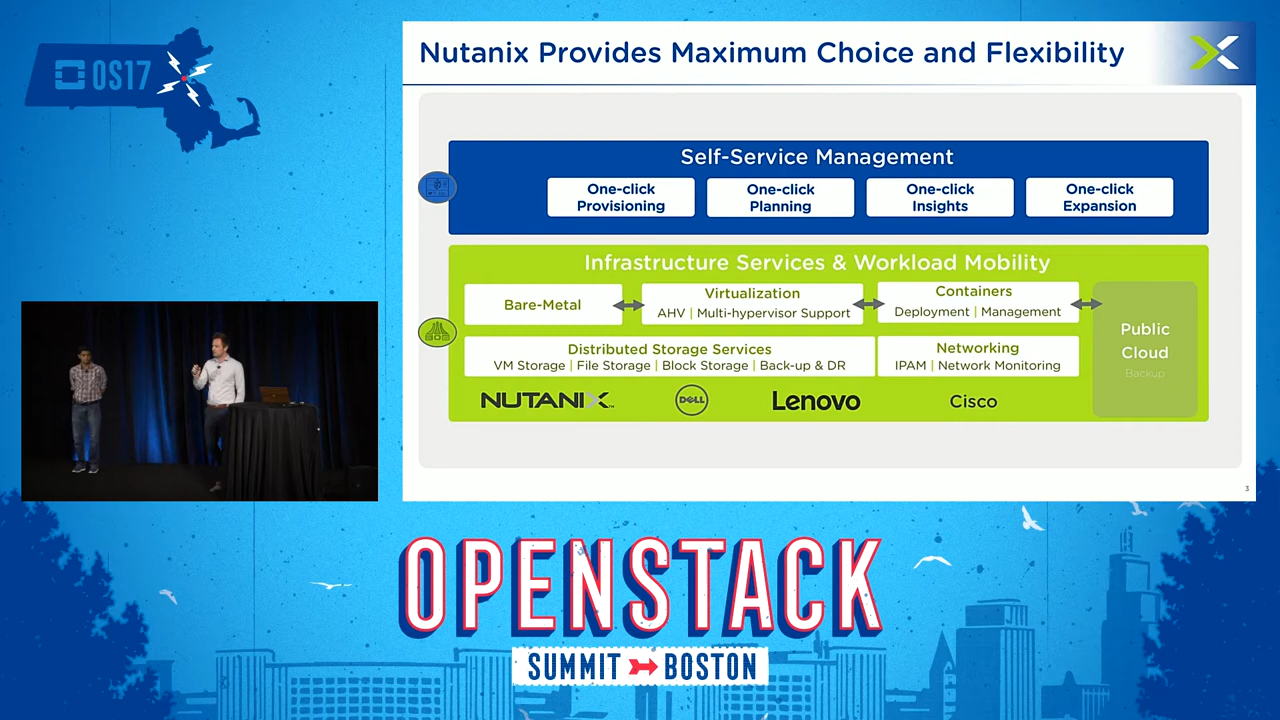 OS17
Nutanix Provides Maximum Choice and Flexibility
Self-Service Management
One-click
Provisioning
One-click
Planning
One-click
Insights
One-click
Expansion
Infrastructure Services & Workload Mobility
Bare-Metal
Virtualization
AHV | Multi-hypervisor Support
Containers
Deployment | Management
Public
Cloud
Backup
Distributed Storage Services
VM Storage | File Storage | Block Storage | Back-up & DR
Networking
IPAM | Network Monitoring
NUTANIX™
DELL
Lenovo
Cisco
3
OPENSTACK
SUMMIT BOSTON